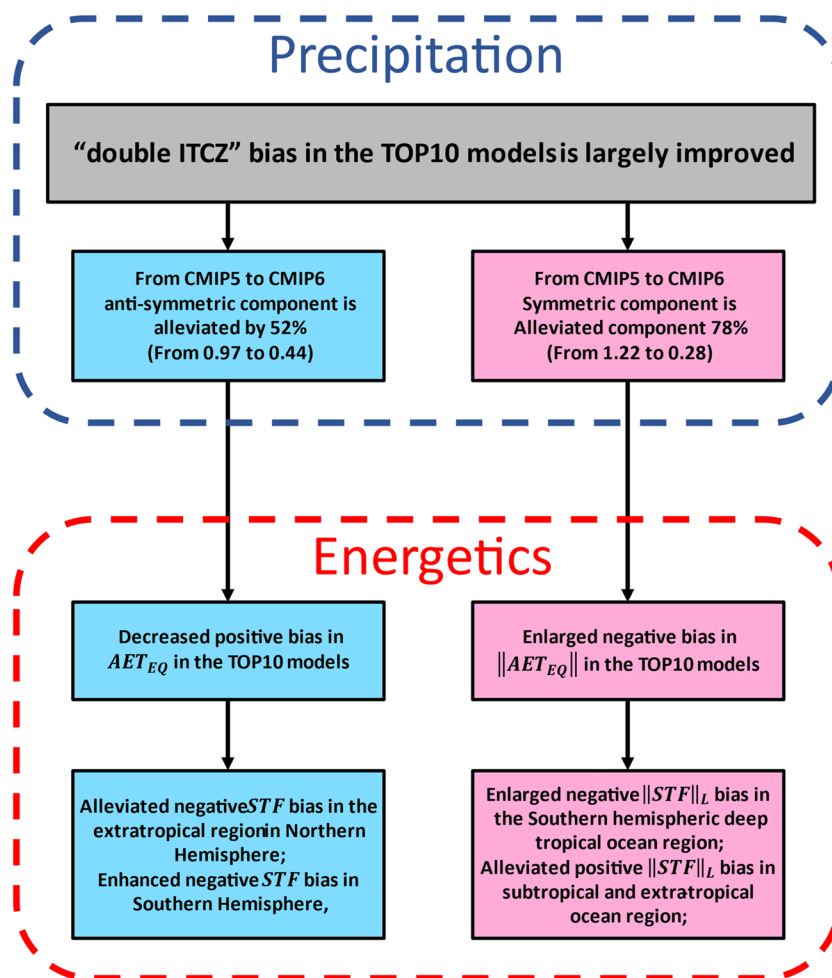 Precipitation
“double ITCZ” bias in the TOP10 models is largely improved
From CMIP5 to CMIP6
anti-symmetric component is
alleviated by 52%
(From 0.97 to 0.44)
From CMIP5 to CMIP6
Symmetric component is
Alleviated component 78%
(From 1.22 to 0.28)
Energetics
Decreased positive bias in
AET_EQ in the TOP10 models
Enlarged negative bias in
‖AET_EQ‖ in the TOP10 models
Alleviated negative STF bias in the
extratropical regionin Northern
Hemisphere;
Enhanced negative STF bias in
Southern Hemisphere,
Enlarged negative ‖STF‖_L bias in
the Southern hemispheric deep
tropical ocean region;
Alleviated positive ‖STF‖_L bias in
subtropical and extratropical
ocean region;